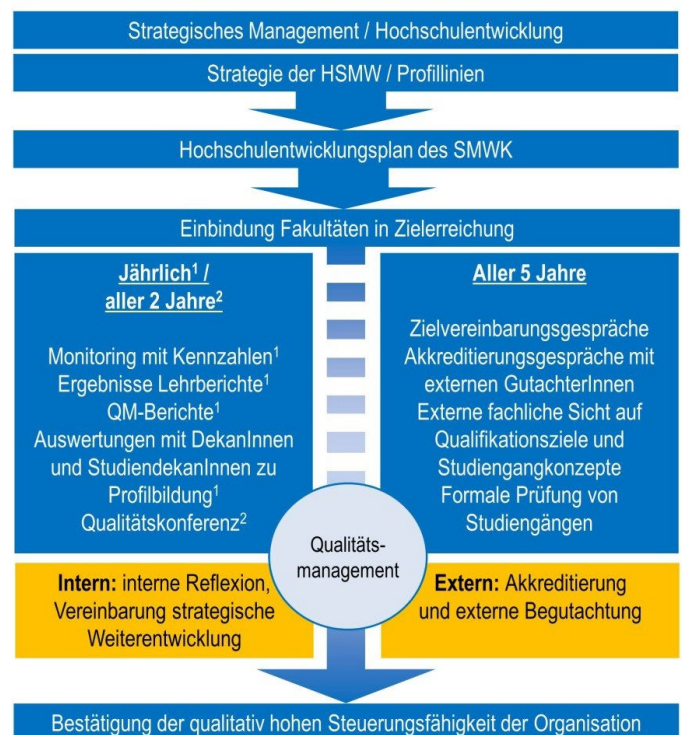 Strategisches Management / Hochschulentwicklung
Strategie der HSMW / Profillinien
Hochschulentwicklungsplan des SMWK
Einbindung Fakultäten in Zielerreichung
Jährlich¹ /
aller 2 Jahre²
Monitoring mit Kennzahlen¹
Ergebnisse Lehrberichte¹
QM-Berichte¹
Auswertungen mit DekanInnen
und StudiendekanInnen zu
Profilbildung¹
Qualitätskonferenz²
Aller 5 Jahre
Zielvereinbarungsgespräche
Akkreditierungsgespräche mit
externen GutachterInnen
Externe fachliche Sicht auf
Qualifikationsziele und
Studiengangkonzepte
Formale Prüfung von
Studiengängen
Qualitäts-
management
Intern: interne Reflexion,
Vereinbarung strategische
Weiterentwicklung
Extern: Akkreditierung
und externe Begutachtung
Bestätigung der qualitativ hohen Steuerungsfähigkeit der Organisation